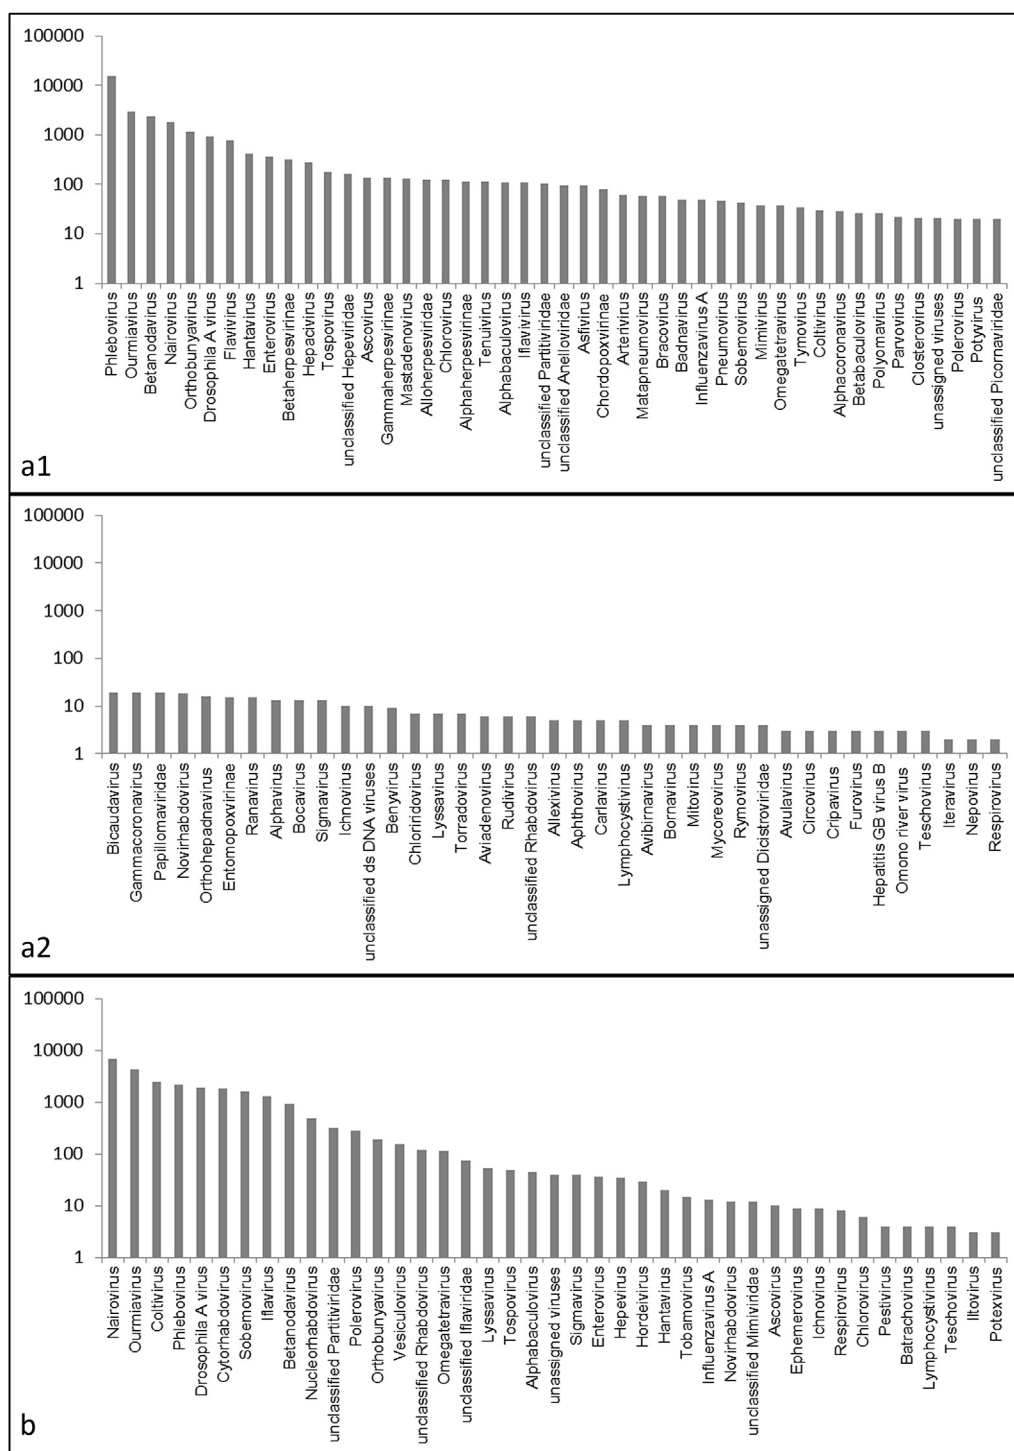 100000
10000
1000
100
10
1
Phlebovirus
Ourmiavirus
Betanodavirus
Nairovirus
Orthobunyavirus
Drosophila A virus
Flavivirus
Hantavirus
Enterovirus
Betaherpesvirinae
Hepacivirus
Tospovirus
unclassified Hepeviridae
Ascovirus
Gammaherpesvirinae
Mastadenovirus
Alloherpesviridae
Chlorovirus
Alphaherpesvirinae
Tenuivirus
Alphabaculovirus
Iflavivirus
unclassified Partitiviridae
unclassified Anelloviridae
Asfivirus
Chordopoxvirinae
Arterivirus
Matapneumovirus
Bracovirus
Badnavirus
Influenzavirus A
Pneumovirus
Sobemovirus
Mimivirus
Omegatetravirus
Tymovirus
Coltivirus
Alphacoronavirus
Betabaculovirus
Polyomavirus
Parvovirus
Closterovirus
unassigned viruses
Polerovirus
Potyvirus
unclassified Picornaviridae
a1
100000
10000
1000
100
10
1
Bicaudavirus
Gammacoronavirus
Papillomaviridae
Novirhabdovirus
Orthohepadnavirus
Entomopoxvirinae
Ranavirus
Alphavirus
Bocavirus
Sigmavirus
Ichnovirus
unclassified ds DNA viruses
Benyvirus
Chloriridovirus
Lyssavirus
Torradovirus
Aviadenovirus
Rudivirus
unclassified Rhabdovirus
Allexivirus
Aphthovirus
Carlavirus
Lymphocystivirus
Avibirnavirus
Bornavirus
Mitovirus
Mycoreovirus
Rymovirus
unassigned Dicistroviridae
Avulavirus
Circovirus
Cripavirus
Furovirus
Hepatitis GB virus B
Omono river virus
Teschovirus
Iteravirus
Nepovirus
Respirovirus
a2
100000
10000
1000
100
10
1
Nairovirus
Ourmiavirus
Coltivirus
Phlebovirus
Drosophila A virus
Cytorhabdovirus
Sobemovirus
Iflavirus
Betanodavirus
Nucleorhabdovirus
unclassified Partitiviridae
Polerovirus
Orthobunyavirus
Vesiculovirus
unclassified Rhabdovirus
Omegatetravirus
unclassified Iflaviridae
Lyssavirus
Tospovirus
Alphabaculovirus
unassigned viruses
Sigmavirus
Enterovirus
Hepevirus
Hordeivirus
Hantavirus
Tobamovirus
Influenzavirus A
Novirhabdovirus
unclassified Mimiviridae
Ascovirus
Ephemerovirus
Ichnovirus
Respirovirus
Chlorovirus
Pestivirus
Batrachovirus
Lymphocystivirus
Teschovirus
Iltovirus
Potexvirus
b